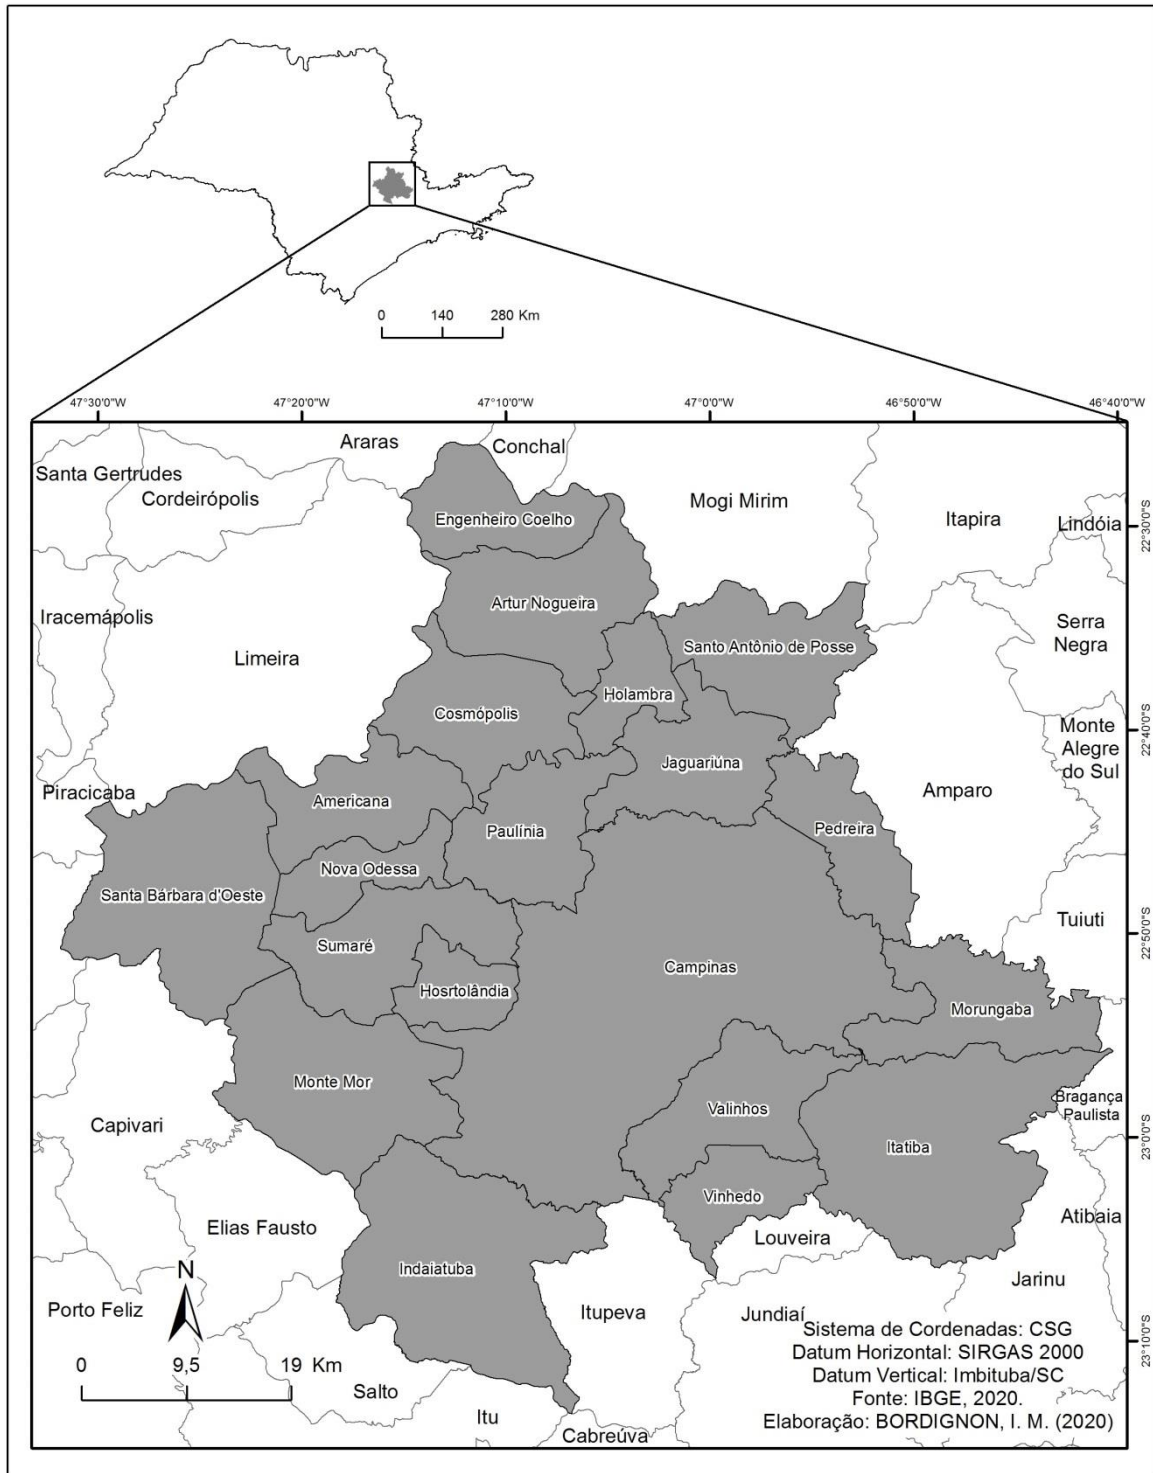 0 140 280 Km
47°30'0"W 47°20'0"W 47°10'0"W 47°0'0"W 46°50'0"W 46°40'0"W
Araras
Conchal
Santa Gertrudes
Cordeirópolis
Mogi Mirim
Itapira
Lindóia
22°30'0"S
Engenheiro Coelho
Iracemápolis
Artur Nogueira
Serra
Negra
Limeira
Santo Antônio de Posse
Holambra
Cosmópolis
Monte
Alegre
do Sul
22°40'0"S
Jaguariúna
Piracicaba
Americana
Amparo
Paulínia
Pedreira
Nova Odessa
Santa Bárbara d'Oeste
Tuiuti
22°50'0"S
Sumaré
Campinas
Hosrtolândia
Morungaba
Monte Mor
Valinhos
Bragança
Paulista
Capivari
Itatiba
23°0'0"S
Vinhedo
Elias Fausto
Atibaia
Louveira
N
Indaiatuba
Jarinu
Porto Feliz
Itupeva
Jundiaí
23°10'0"S
0 9,5 19 Km
Salto
Itu
Cabreúva
Sistema de Cordenadas: CSG
Datum Horizontal: SIRGAS 2000
Datum Vertical: Imbituba/SC
Fonte: IBGE, 2020.
Elaboração: BORDIGNON, I. M. (2020)